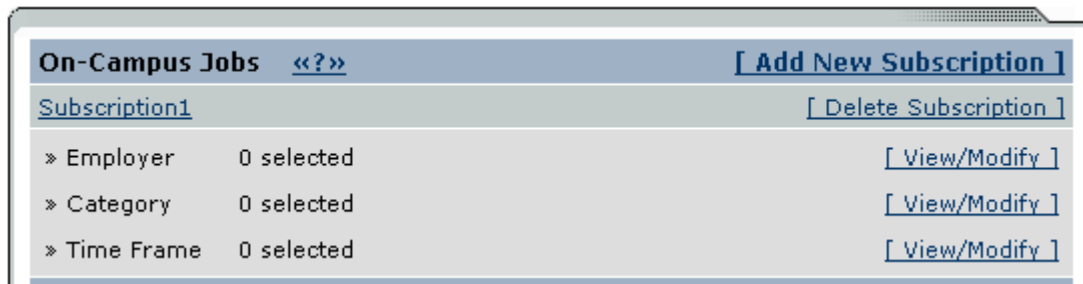 On-Campus Jobs «?» [ Add New Subscription ]
Subscription1 [ Delete Subscription ]
» Employer 0 selected [ View/Modify ]
» Category 0 selected [ View/Modify ]
» Time Frame 0 selected [ View/Modify ]